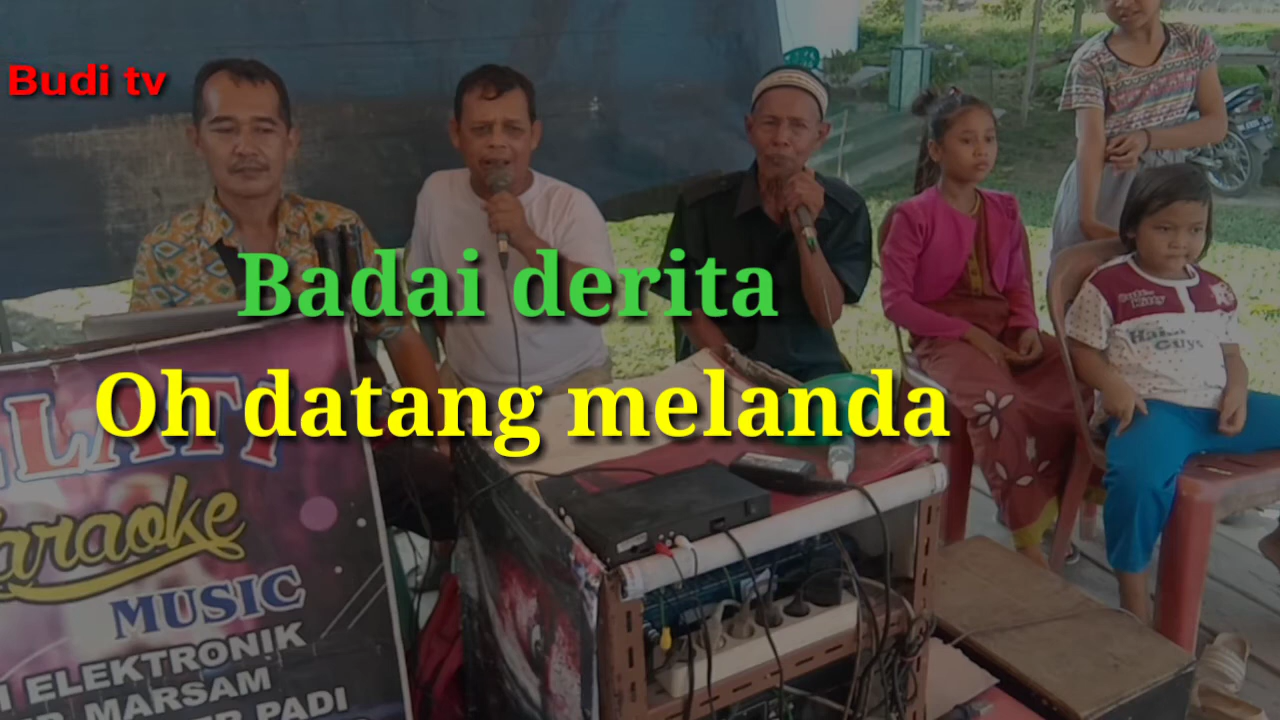 Budi tv
Badai derita
Oh datang melanda
Karaoke
MUSIC
ELEKTRONIK
MARSAM
PADI